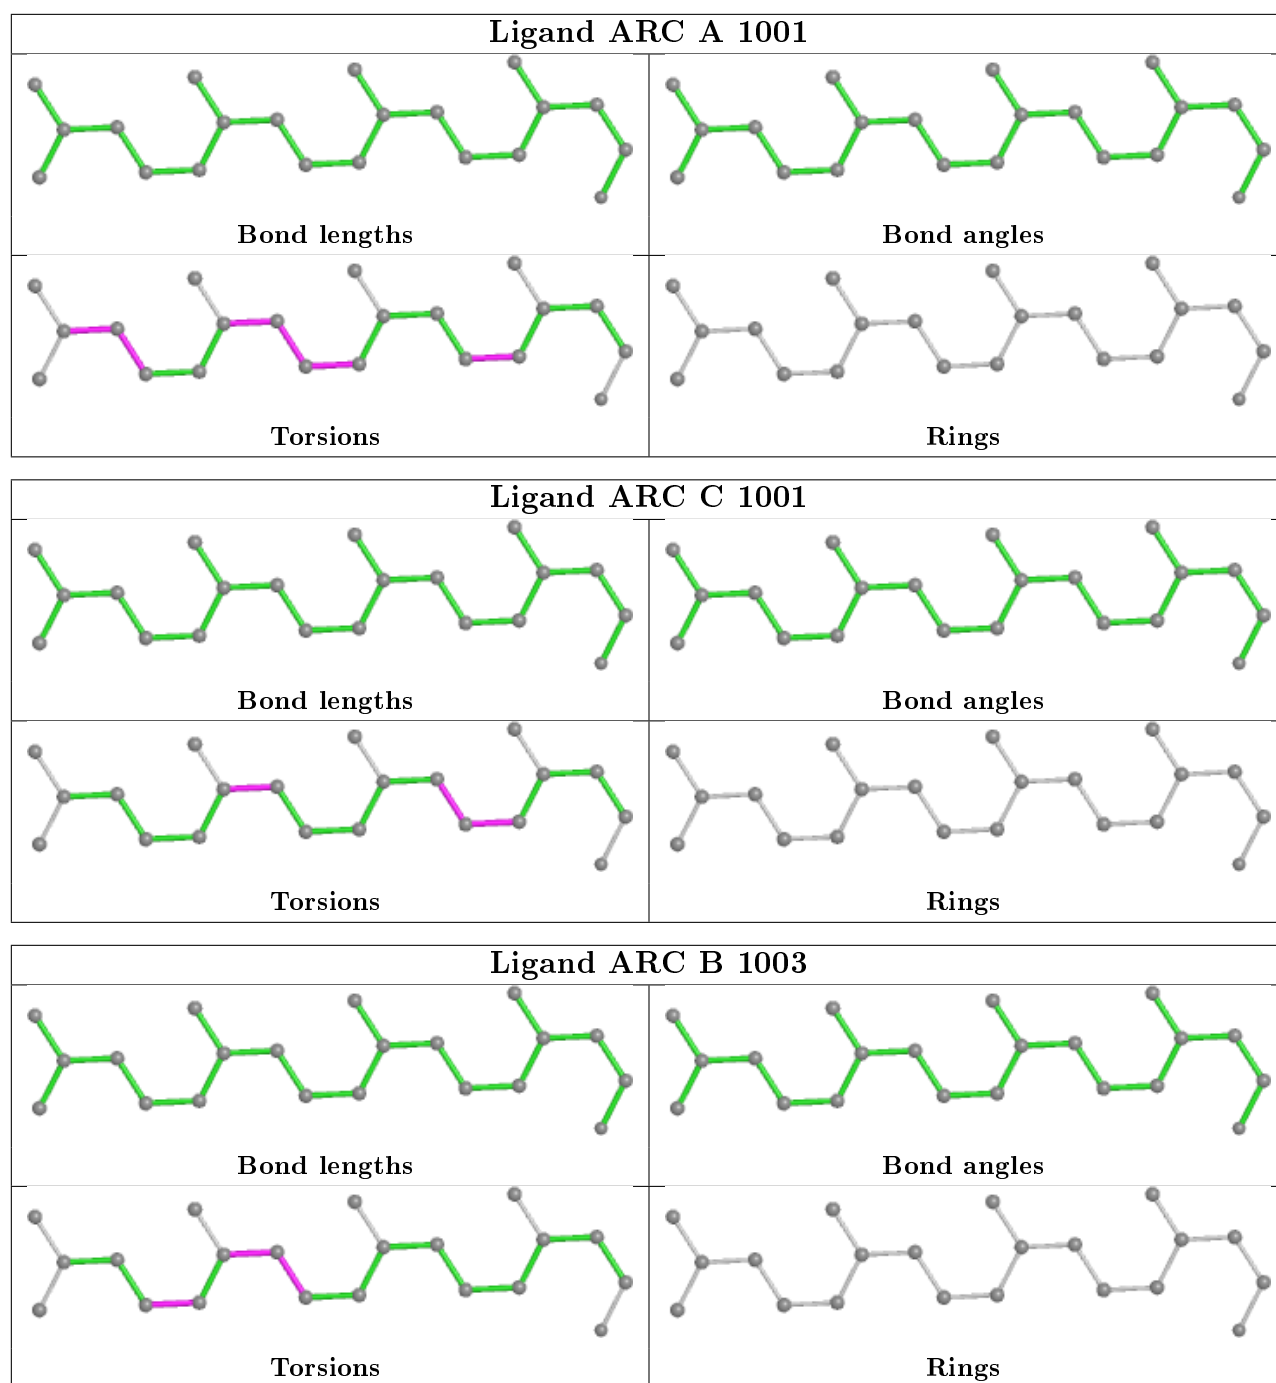 Ligand ARC A 1001
Bond lengths
Bond angles
Torsions
Rings
Ligand ARC C 1001
Bond lengths
Bond angles
Torsions
Rings
Ligand ARC B 1003
Bond lengths
Bond angles
Torsions
Rings